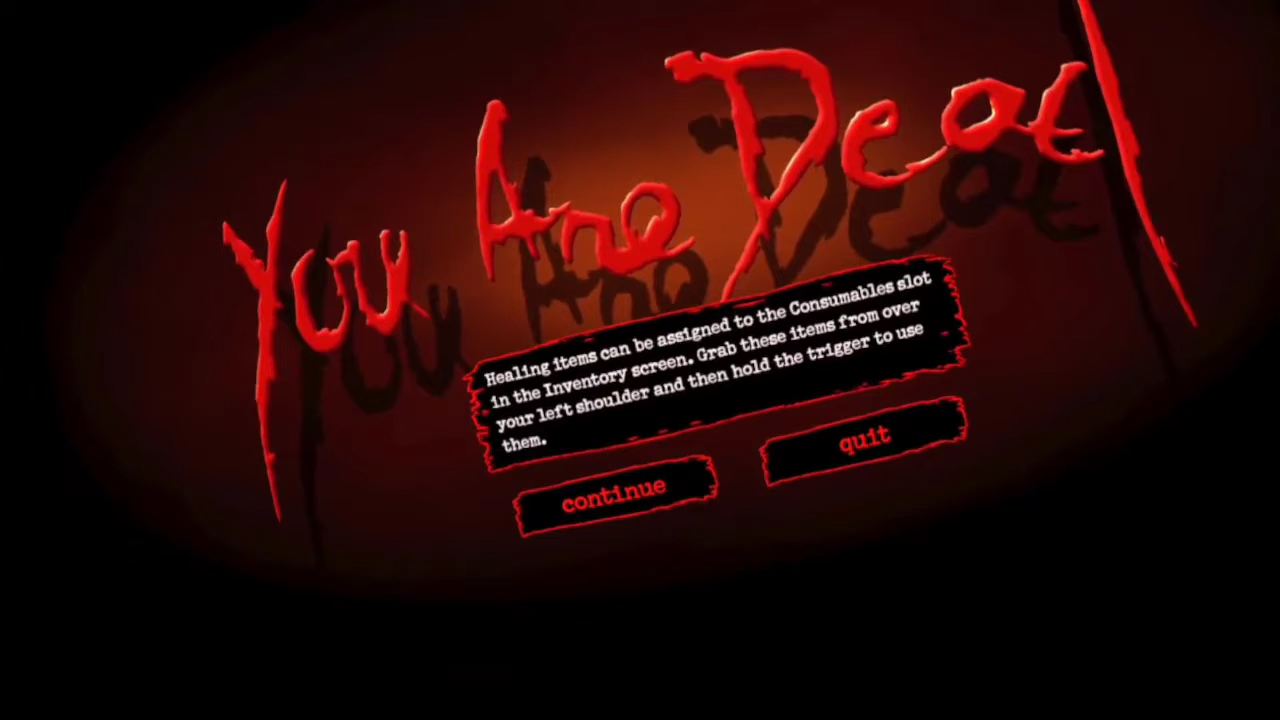 You Are Dead
Healing items can be assigned to the Consumables slot
in the Inventory screen. Grab these items from over
your left shoulder and then hold the trigger to use
them.
continue
quit